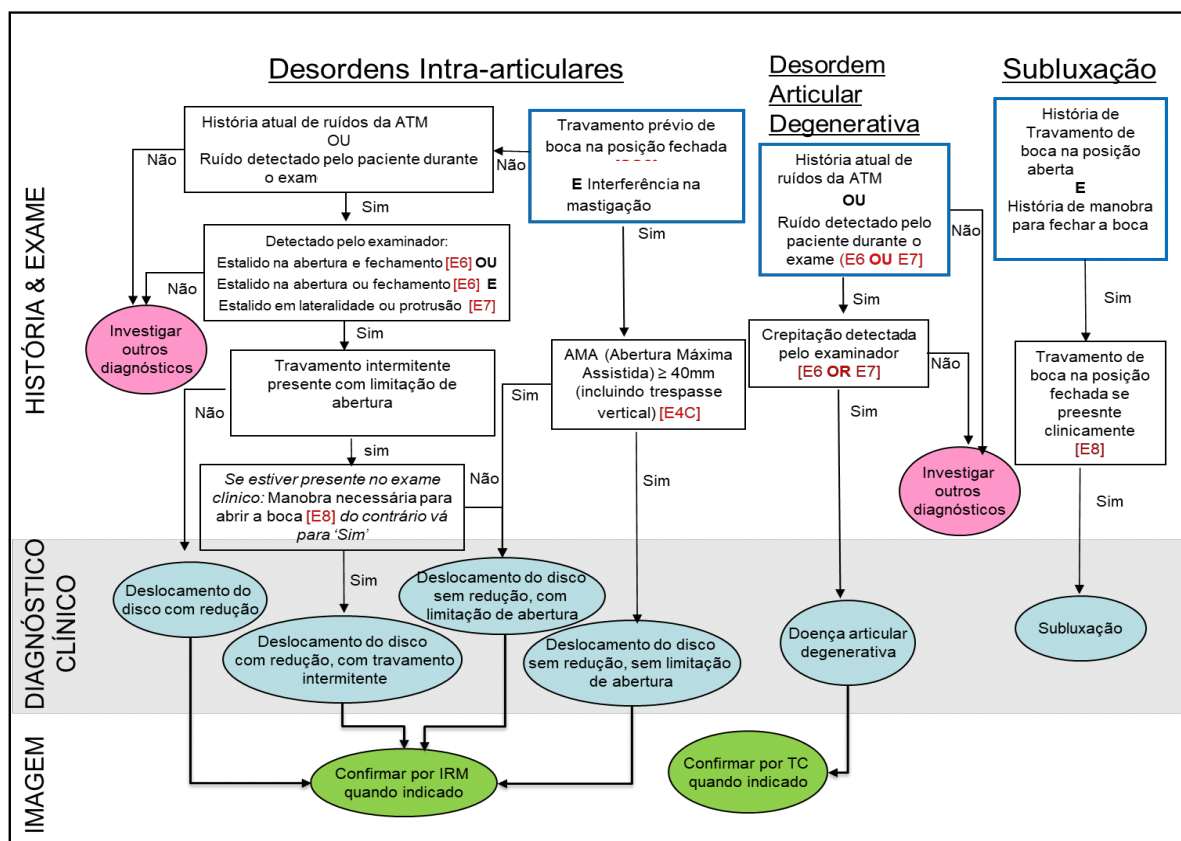 Desordens Intra-articulares
Desordem
Articular
Degenerativa
Subluxação
HISTÓRIA & EXAME
História atual de ruídos da ATM
OU
Ruído detectado pelo paciente durante
o exam
Não
Sim
Travamento prévio de
boca na posição fechada
E Interferência na
mastigação
Não
Sim
Detectado pelo examinador:
Estalido na abertura e fechamento [E6] OU
Estalido na abertura ou fechamento [E6] E
Estalido em lateralidade ou protrusão [E7]
Não
Sim
Investigar
outros
diagnósticos
Travamento intermitente
presente com limitação de
abertura
Não
sim
Se estiver presente no exame
clínico: Manobra necessária para
abrir a boca [E8] do contrário vá
para ‘Sim’
Não
Sim
AMA (Abertura Máxima
Assistida) ≥ 40mm
(incluindo trespasse
vertical) [E4C]
Sim
Sim
História atual de
ruídos da ATM
OU
Ruído detectado pelo
paciente durante o
exame (E6 OU E7]
Não
Sim
Crepitação detectada
pelo examinador
[E6 OR E7]
Não
Sim
Investigar
outros
diagnósticos
História de
Travamento de
boca na posição
aberta
E
História de manobra
para fechar a boca
Sim
Travamento de
boca na posição
fechada se
preesnte
clinicamente
[E8]
Sim
DIAGNÓSTICO
CLÍNICO
Deslocamento do
disco com redução
Deslocamento do disco
com redução, com travamento
intermitente
Deslocamento do disco
sem redução, com
limitação de abertura
Deslocamento do disco
sem redução, sem limitação
de abertura
Doença articular
degenerativa
Subluxação
IMAGEM
Confirmar por IRM
quando indicado
Confirmar por TC
quando indicado